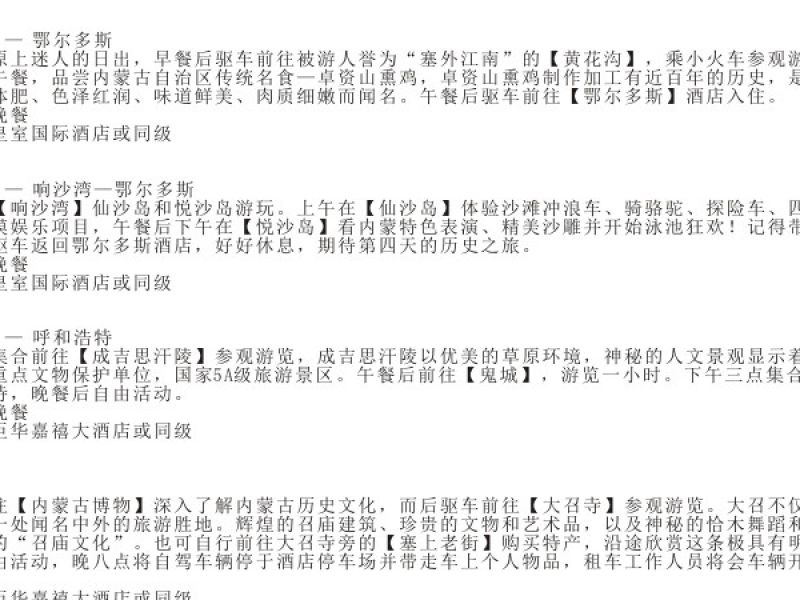 — 鄂尔多斯
原上迷人的日出，早餐后驱车前往被游人誉为“塞外江南”的【黄花沟】，乘小火车参观游
午餐，品尝内蒙古自治区传统名食—卓资山熏鸡，卓资山熏鸡制作加工有近百年的历史，是
体肥、色泽红润、味道鲜美、肉质细嫩而闻名。午餐后驱车前往【鄂尔多斯】酒店入住。
晚餐
皇室国际酒店或同级
— 响沙湾—鄂尔多斯
【响沙湾】仙沙岛和悦沙岛游玩。上午在【仙沙岛】体验沙滩冲浪车、骑骆驼、探险车、四
漠娱乐项目，午餐后下午在【悦沙岛】看内蒙特色表演、精美沙雕并开始泳池狂欢！记得带
驱车返回鄂尔多斯酒店，好好休息，期待第四天的历史之旅。
晚餐
皇室国际酒店或同级
— 呼和浩特
集合前往【成吉思汗陵】参观游览，成吉思汗陵以优美的草原环境，神秘的人文景观显示着
重点文物保护单位，国家5A级旅游景区。午餐后前往【鬼城】，游览一小时。下午三点集合
特，晚餐后自由活动。
晚餐
巨华嘉禧大酒店或同级
往【内蒙古博物】深入了解内蒙古历史文化，而后驱车前往【大召寺】参观游览。大召不仅
一处闻名中外的旅游胜地。辉煌的召庙建筑、珍贵的文物和艺术品，以及神秘的恰木舞蹈和
的“召庙文化”。也可自行前往大召寺旁的【塞上老街】购买特产，沿途欣赏这条极具有明
由活动，晚八点将自驾车辆停于酒店停车场并带走车上个人物品，租车工作人员将会车辆开
巨华嘉禧大酒店或同级